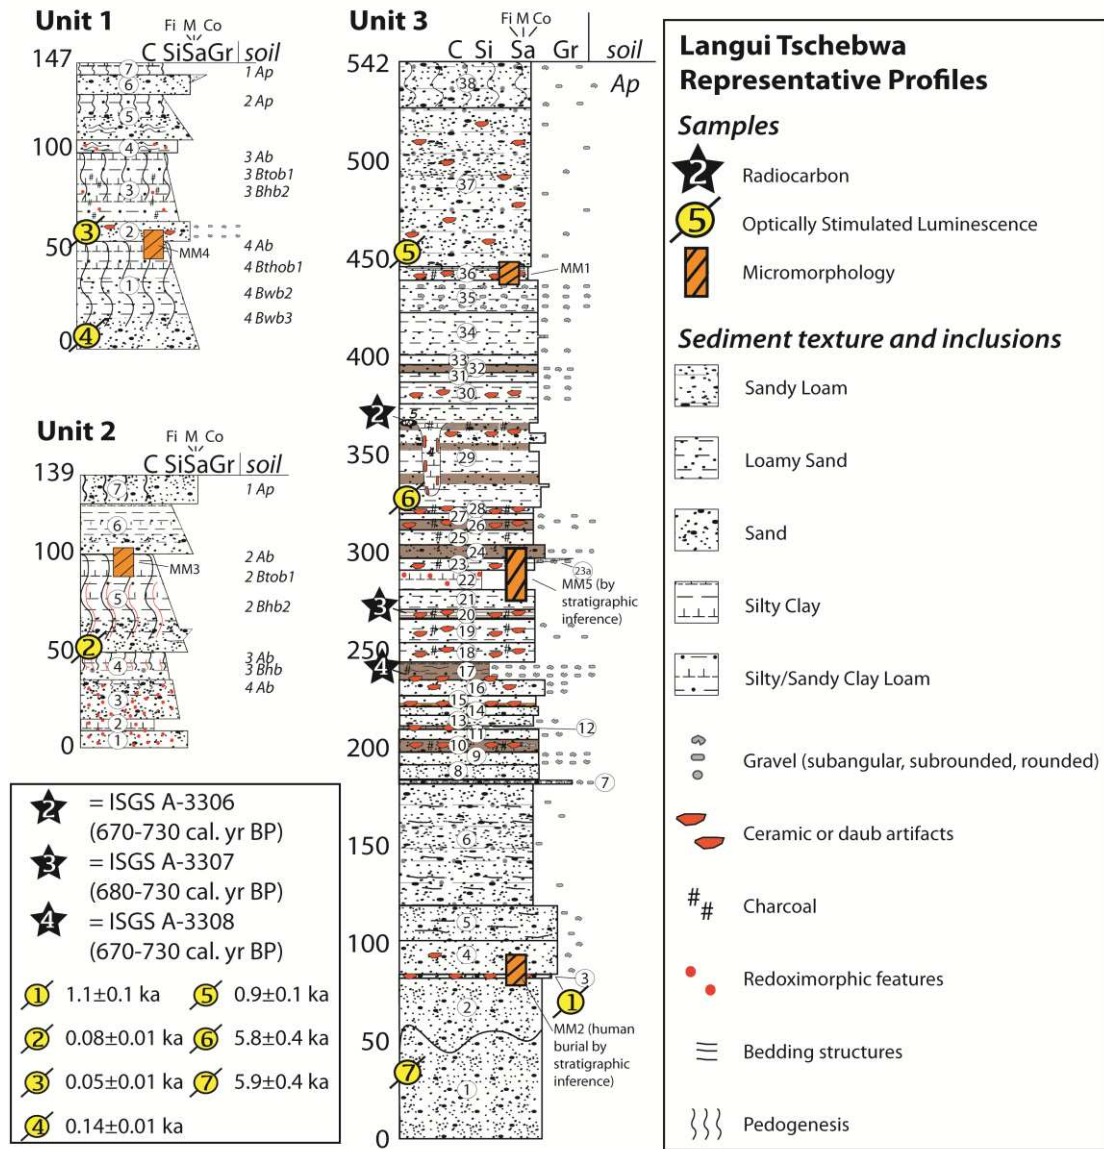 Unit 1
Fi M Co
C SiSaGr soil
147
7
1 Ap
6
2 Ap
5
100
4
3 Ab
3 Btob1
3
3 Bhb2
3
2
50
4 Ab
MM4
4 Bthob1
1
4 Bwb2
4 Bwb3
0
4
Unit 2
Fi M Co
C SiSaGr soil
139
7
1 Ap
6
100
2 Ab
MM3
2 Btob1
5
2 Bhb2
50
2
3 Ab
4
3 Bhb
4 Ab
3
2
0
1
2 = ISGS A-3306
(670-730 cal. yr BP)
3 = ISGS A-3307
(680-730 cal. yr BP)
4 = ISGS A-3308
(670-730 cal. yr BP)
1 1.1±0.1 ka 5 0.9±0.1 ka
2 0.08±0.01 ka 6 5.8±0.4 ka
3 0.05±0.01 ka 7 5.9±0.4 ka
4 0.14±0.01 ka
Unit 3
Fi M Co
C Si Sa Gr soil
542
38
Ap
500
37
450
5
36
MM1
35
34
400
33
32
31
30
2
5
350
4
29
6
28
27
26
25
300
24
23
23a
22
MM5 (by
stratigraphic
inference)
21
3
20
19
250
18
4
17
16
15
14
13
12
11
200
10
9
8
7
150
6
5
100
4
3
1
2
50
MM2 (human
burial by
stratigraphic
inference)
7
1
0
Langui Tschebwa
Representative Profiles
Samples
2 Radiocarbon
5 Optically Stimulated Luminescence
Micromorphology
Sediment texture and inclusions
Sandy Loam
Loamy Sand
Sand
Silty Clay
Silty/Sandy Clay Loam
Gravel (subangular, subrounded, rounded)
Ceramic or daub artifacts
Charcoal
Redoximorphic features
Bedding structures
Pedogenesis